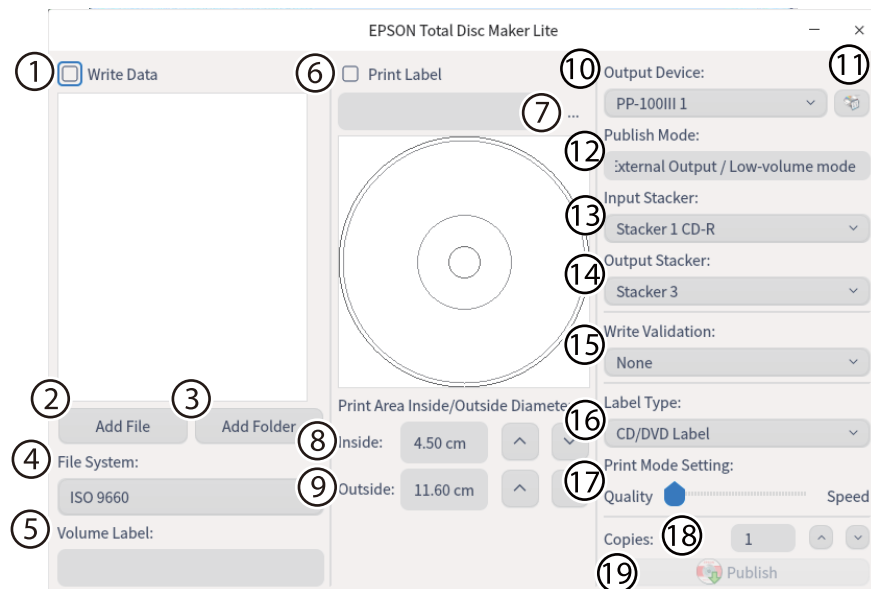 EPSON Total Disc Maker Lite
1
Write Data
2
Add File
3
Add Folder
4
File System:
ISO 9660
5
Volume Label:
6
Print Label
7
...
Print Area Inside/Outside Diamete
8
Inside:
4.50 cm
9
Outside:
11.60 cm
10
Output Device:
11
PP-100III 1
Publish Mode:
12
External Output / Low-volume mode
Input Stacker:
13
Stacker 1 CD-R
Output Stacker:
14
Stacker 3
Write Validation:
15
None
Label Type:
16
CD/DVD Label
Print Mode Setting:
17
Quality
Speed
Copies:
18
1
19
Publish